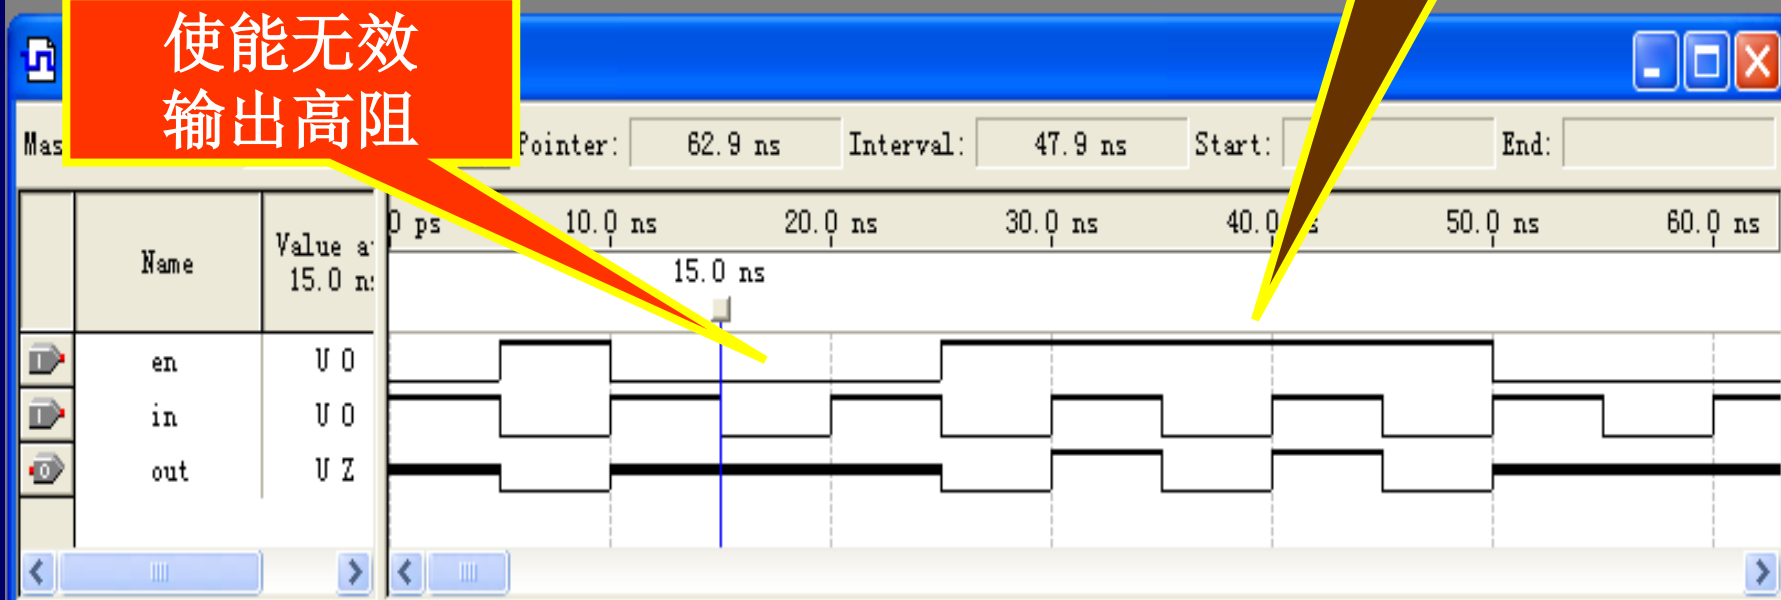 使能无效
输出高阻
Mas
Pointer: 62.9 ns Interval: 47.9 ns Start: End:
0 ps 10.0 ns 20.0 ns 30.0 ns 40.0 50.0 ns 60.0 ns
Name
Value a
15.0 n
15.0 ns
en U 0
in U 0
out U Z